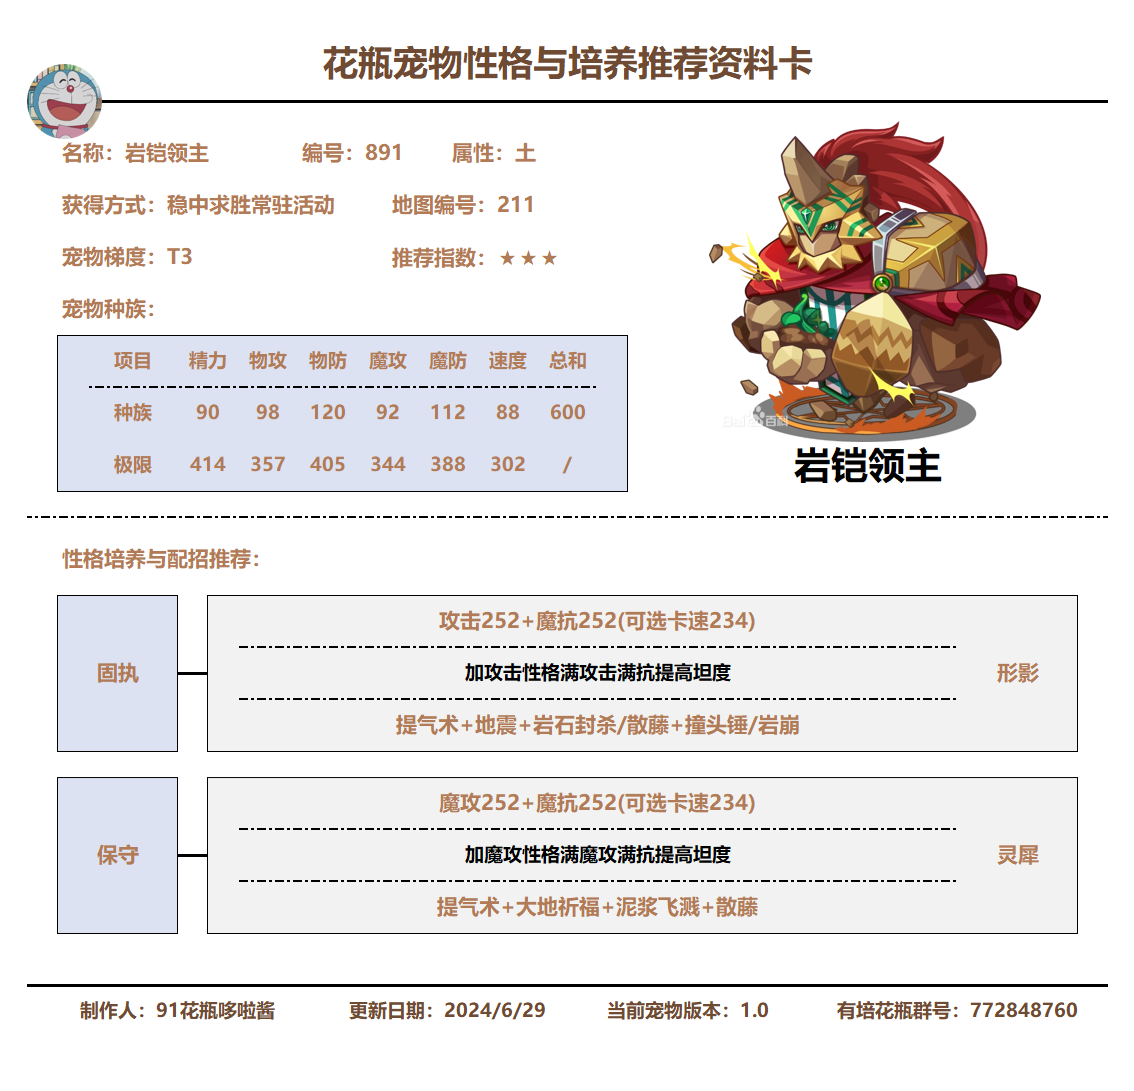 花瓶宠物性格与培养推荐资料卡
名称：岩铠领主 编号：891 属性：土
获得方式：稳中求胜常驻活动 地图编号：211
宠物梯度：T3 推荐指数：★★★
宠物种族：
项目 精力 物攻 物防 魔攻 魔防 速度 总和
种族 90 98 120 92 112 88 600
极限 414 357 405 344 388 302 /
Baidu百科
岩铠领主
性格培养与配招推荐：
攻击252+魔抗252(可选卡速234)
固执 加攻击性格满攻击满抗提高坦度 形影
提气术+地震+岩石封杀/散藤+撞头锤/岩崩
魔攻252+魔抗252(可选卡速234)
保守 加魔攻性格满魔攻满抗提高坦度 灵犀
提气术+大地祈福+泥浆飞溅+散藤
制作人：91花瓶哆啦酱 更新日期：2024/6/29 当前宠物版本：1.0 有培花瓶群号：772848760